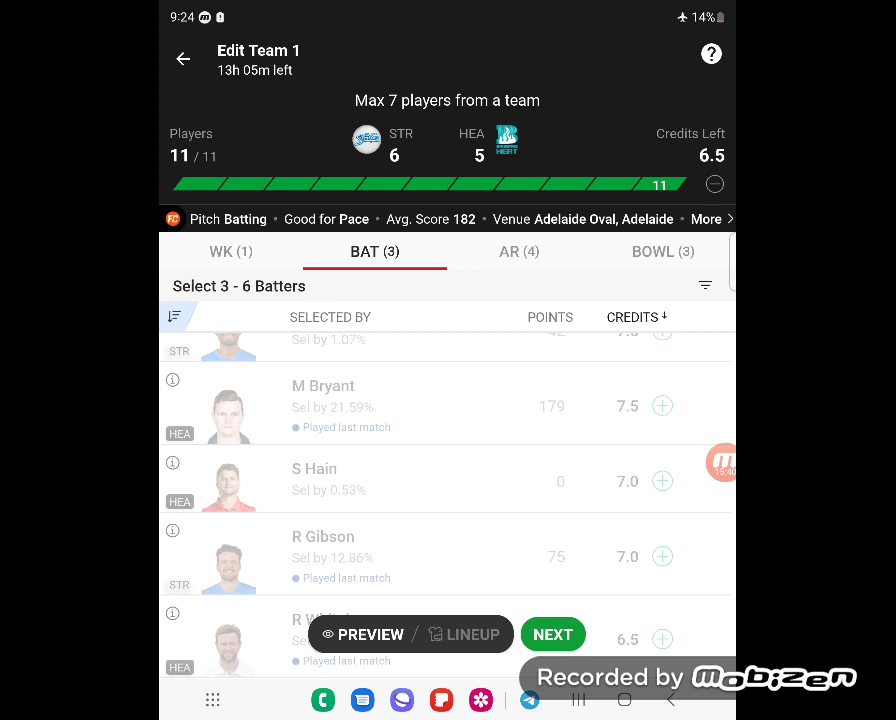 9:24
14%
Edit Team 1
13h 05m left
?
Max 7 players from a team
Players
STR
HEA
Credits Left
11 / 11
6
5
6.5
11
FC Pitch Batting • Good for Pace • Avg. Score 182 • Venue Adelaide Oval, Adelaide • More >
WK (1)
BAT (3)
AR (4)
BOWL (3)
Select 3 - 6 Batters
SELECTED BY
POINTS
CREDITS
Sel by 1.07%
STR
M Bryant
Sel by 21.59%
179
7.5
Played last match
HEA
S Hain
Sel by 0.53%
0
7.0
HEA
R Gibson
Sel by 12.86%
75
7.0
Played last match
STR
6.5
Played last match
HEA
PREVIEW / LINEUP
NEXT
15:40
Recorded by mobizen